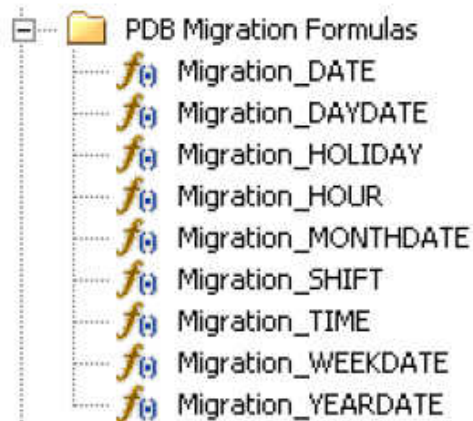 PDB Migration Formulas
Migration_DATE
Migration_DAYDATE
Migration_HOLIDAY
Migration_HOUR
Migration_MONTHDATE
Migration_SHIFT
Migration_TIME
Migration_WEEKDATE
Migration_YEARDATE